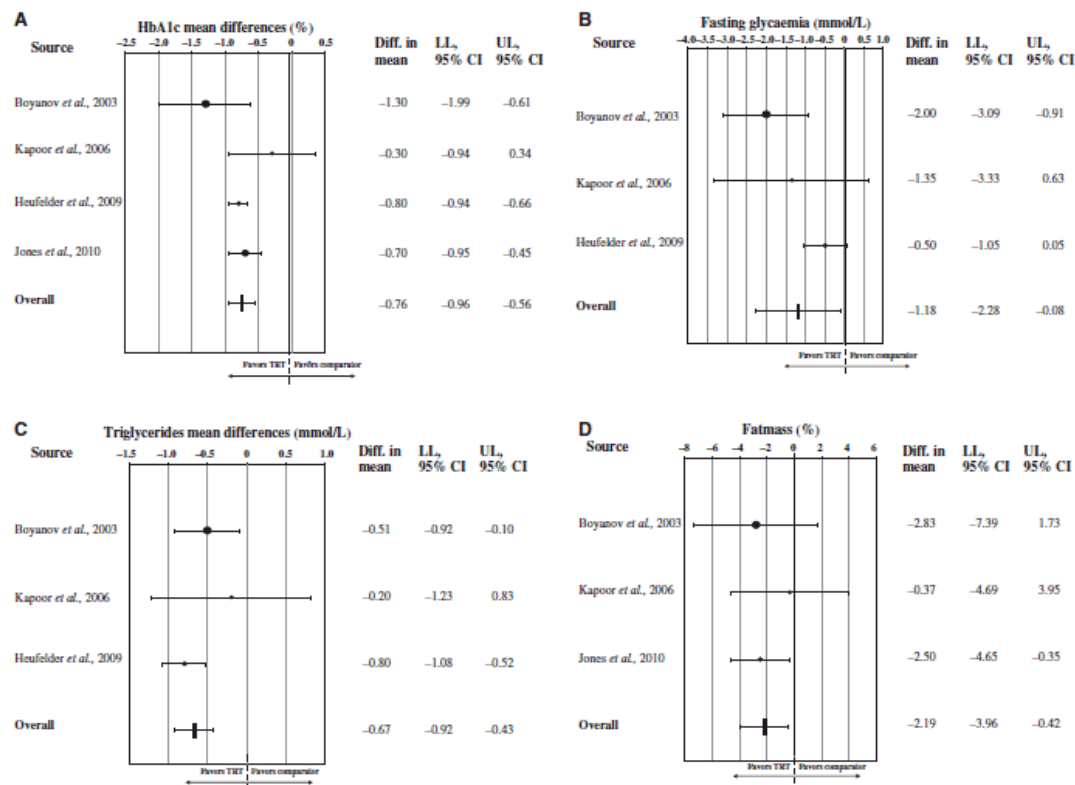 A
HbA1c mean differences (%)
Source
–2.5 –2.0 –1.5 –1.0 –0.5 0 0.5
Diff. in mean
LL, 95% CI
UL, 95% CI
Boyanov et al., 2003 –1.30 –1.99 –0.61
Kapoor et al., 2006 –0.30 –0.94 0.34
Heufelder et al., 2009 –0.80 –0.94 –0.66
Jones et al., 2010 –0.70 –0.95 –0.45
Overall –0.76 –0.96 –0.56
Favors TRT Favors comparator
B
Fasting glycaemia (mmol/L)
Source
–4.0 –3.5 –3.0 –2.5 –2.0 –1.5 –1.0 –0.5 0 0.5 1.0
Diff. in mean
LL, 95% CI
UL, 95% CI
Boyanov et al., 2003 –2.00 –3.09 –0.91
Kapoor et al., 2006 –1.35 –3.33 0.63
Heufelder et al., 2009 –0.50 –1.05 0.05
Overall –1.18 –2.28 –0.08
Favors TRT Favors comparator
C
Triglycerides mean differences (mmol/L)
Source
–1.5 –1.0 –0.5 0 0.5 1.0
Diff. in mean
LL, 95% CI
UL, 95% CI
Boyanov et al., 2003 –0.51 –0.92 –0.10
Kapoor et al., 2006 –0.20 –1.23 0.83
Heufelder et al., 2009 –0.80 –1.08 –0.52
Overall –0.67 –0.92 –0.43
Favors TRT Favors comparator
D
Fatmass (%)
Source
–8 –6 –4 –2 0 2 4 6
Diff. in mean
LL, 95% CI
UL, 95% CI
Boyanov et al., 2003 –2.83 –7.39 1.73
Kapoor et al., 2006 –0.37 –4.69 3.95
Jones et al., 2010 –2.50 –4.65 –0.35
Overall –2.19 –3.96 –0.42
Favors TRT Favors comparator